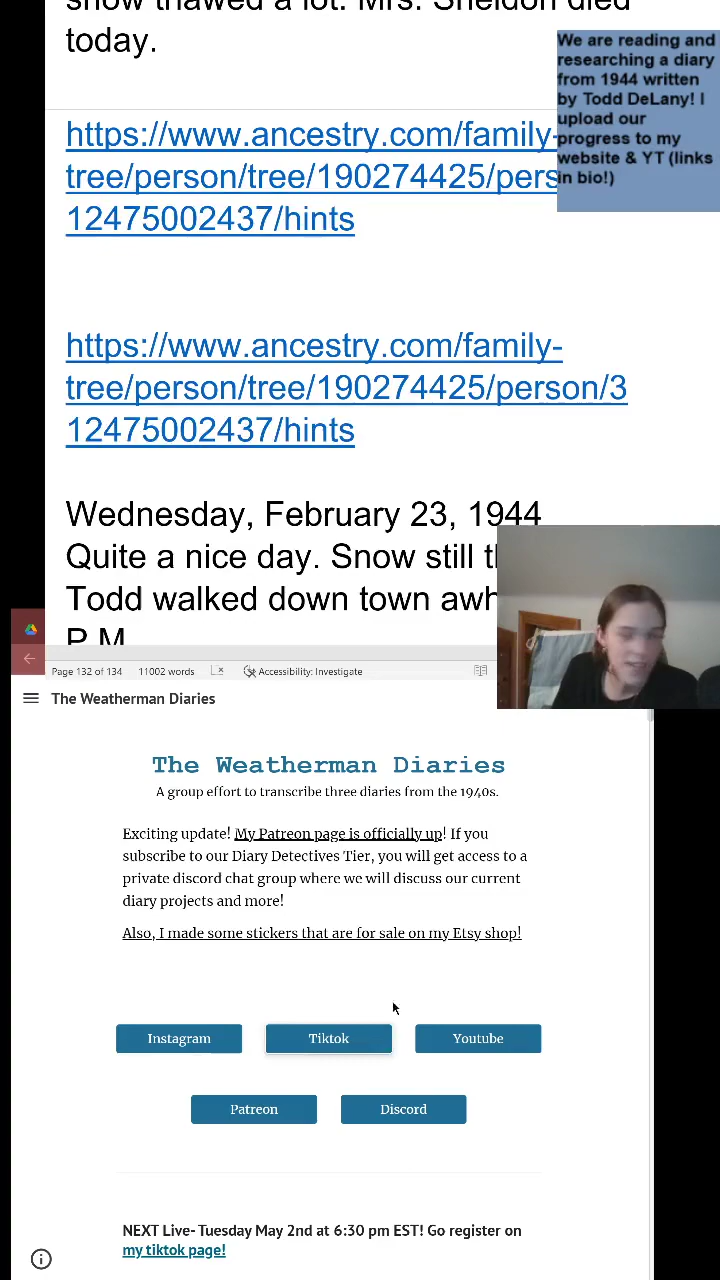 snow thawed a lot. Mrs. Sheldon died
today.
We are reading and
researching a diary
from 1944 written
by Todd DeLany! I
upload our
progress to my
website & YT (links
in bio!)
https://www.ancestry.com/family-
tree/person/tree/190274425/pers
12475002437/hints
https://www.ancestry.com/family-
tree/person/tree/190274425/person/3
12475002437/hints
Wednesday, February 23, 1944
Quite a nice day. Snow still
Todd walked down town
P.M.
Page 132 of 134 11002 words Accessibility: Investigate
The Weatherman Diaries
The Weatherman Diaries
A group effort to transcribe three diaries from the 1940s.
Exciting update! My Patreon page is officially up! If you
subscribe to our Diary Detectives Tier, you will get access to a
private discord chat group where we will discuss our current
diary projects and more!
Also, I made some stickers that are for sale on my Etsy shop!
Instagram Tiktok Youtube
Patreon Discord
NEXT Live- Tuesday May 2nd at 6:30 pm EST! Go register on
my tiktok page!